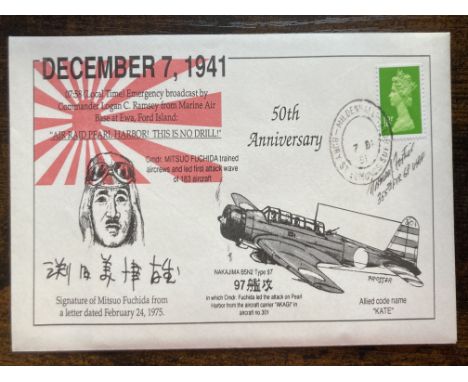 DECEMBER 7, 1941
07:58 (Local Time) Emergency broadcast by
Commander Logan C. Ramsey from Marine Air
Base at Ewa, Ford Island:
"AIR RAID PEARL HARBOR! THIS IS NO DRILL!"
50th
Anniversary
Cmdr. MITSUO FUCHIDA trained
aircrews and led first attack wave
of 183 aircraft
7 DE
NAKAJIMA B5N2 Type 97
97 艦攻
in which Cmdr. Fuchida led the attack on Pearl
Harbor from the aircraft carrier "AKAGI" in
aircraft no.301
PROSSER
Allied code name
"KATE"
淵田美津雄
Signature of Mitsuo Fuchida from
a letter dated February 24, 1975.